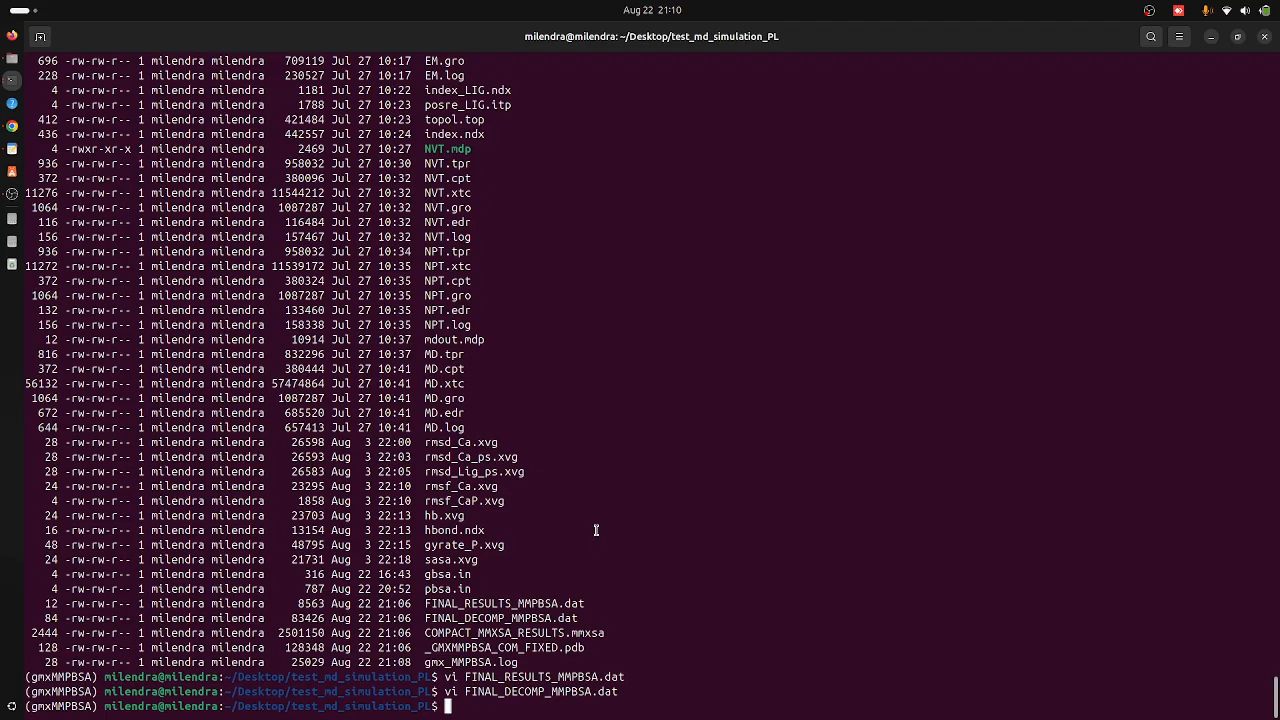 Aug 22 21:10
milendra@milendra: ~/Desktop/test_md_simulation_PL
696 -rw-rw-r-- 1 milendra milendra 709119 Jul 27 10:17 EM.gro
228 -rw-rw-r-- 1 milendra milendra 230527 Jul 27 10:17 EM.log
4 -rw-rw-r-- 1 milendra milendra 1181 Jul 27 10:22 index_LIG.ndx
4 -rw-rw-r-- 1 milendra milendra 1788 Jul 27 10:23 posre_LIG.itp
412 -rw-rw-r-- 1 milendra milendra 421484 Jul 27 10:23 topol.top
436 -rw-rw-r-- 1 milendra milendra 442557 Jul 27 10:24 index.ndx
4 -rwxr-xr-x 1 milendra milendra 2469 Jul 27 10:27 NVT.mdp
936 -rw-rw-r-- 1 milendra milendra 958032 Jul 27 10:30 NVT.tpr
372 -rw-rw-r-- 1 milendra milendra 380096 Jul 27 10:32 NVT.cpt
11276 -rw-rw-r-- 1 milendra milendra 11544212 Jul 27 10:32 NVT.xtc
1064 -rw-rw-r-- 1 milendra milendra 1087287 Jul 27 10:32 NVT.gro
116 -rw-rw-r-- 1 milendra milendra 116484 Jul 27 10:32 NVT.edr
156 -rw-rw-r-- 1 milendra milendra 157467 Jul 27 10:32 NVT.log
936 -rw-rw-r-- 1 milendra milendra 958032 Jul 27 10:34 NPT.tpr
11272 -rw-rw-r-- 1 milendra milendra 11539172 Jul 27 10:35 NPT.xtc
372 -rw-rw-r-- 1 milendra milendra 380324 Jul 27 10:35 NPT.cpt
1064 -rw-rw-r-- 1 milendra milendra 1087287 Jul 27 10:35 NPT.gro
132 -rw-rw-r-- 1 milendra milendra 133460 Jul 27 10:35 NPT.edr
156 -rw-rw-r-- 1 milendra milendra 158338 Jul 27 10:35 NPT.log
12 -rw-rw-r-- 1 milendra milendra 10914 Jul 27 10:37 mdout.mdp
816 -rw-rw-r-- 1 milendra milendra 832296 Jul 27 10:37 MD.tpr
372 -rw-rw-r-- 1 milendra milendra 380444 Jul 27 10:41 MD.cpt
56132 -rw-rw-r-- 1 milendra milendra 57474864 Jul 27 10:41 MD.xtc
1064 -rw-rw-r-- 1 milendra milendra 1087287 Jul 27 10:41 MD.gro
672 -rw-rw-r-- 1 milendra milendra 685520 Jul 27 10:41 MD.edr
644 -rw-rw-r-- 1 milendra milendra 657413 Jul 27 10:41 MD.log
28 -rw-rw-r-- 1 milendra milendra 26598 Aug 3 22:00 rmsd_Ca.xvg
28 -rw-rw-r-- 1 milendra milendra 26593 Aug 3 22:03 rmsd_Ca_ps.xvg
28 -rw-rw-r-- 1 milendra milendra 26583 Aug 3 22:05 rmsd_Lig_ps.xvg
24 -rw-rw-r-- 1 milendra milendra 23295 Aug 3 22:10 rmsf_Ca.xvg
4 -rw-rw-r-- 1 milendra milendra 1858 Aug 3 22:10 rmsf_CaP.xvg
24 -rw-rw-r-- 1 milendra milendra 23703 Aug 3 22:13 hb.xvg
16 -rw-rw-r-- 1 milendra milendra 13154 Aug 3 22:13 hbond.ndx
48 -rw-rw-r-- 1 milendra milendra 48795 Aug 3 22:15 gyrate_P.xvg
24 -rw-rw-r-- 1 milendra milendra 21731 Aug 3 22:18 sasa.xvg
4 -rw-rw-r-- 1 milendra milendra 316 Aug 22 16:43 gbsa.in
4 -rw-rw-r-- 1 milendra milendra 787 Aug 22 20:52 pbsa.in
12 -rw-rw-r-- 1 milendra milendra 8563 Aug 22 21:06 FINAL_RESULTS_MMPBSA.dat
84 -rw-rw-r-- 1 milendra milendra 83426 Aug 22 21:06 FINAL_DECOMP_MMPBSA.dat
2444 -rw-rw-r-- 1 milendra milendra 2501150 Aug 22 21:06 COMPACT_MMXSA_RESULTS.mmxsa
128 -rw-rw-r-- 1 milendra milendra 128348 Aug 22 21:06 _GMXMMPBSA_COM_FIXED.pdb
28 -rw-rw-r-- 1 milendra milendra 25029 Aug 22 21:08 gmx_MMPBSA.log
(gmxMMPBSA) milendra@milendra:~/Desktop/test_md_simulation_PL$ vi FINAL_RESULTS_MMPBSA.dat
(gmxMMPBSA) milendra@milendra:~/Desktop/test_md_simulation_PL$ vi FINAL_DECOMP_MMPBSA.dat
(gmxMMPBSA) milendra@milendra:~/Desktop/test_md_simulation_PL$